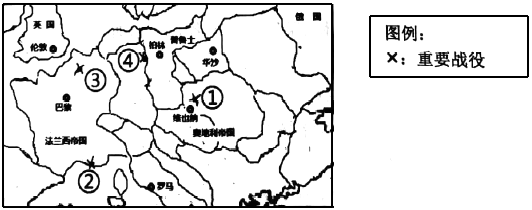 英国
俄国
伦敦
柏林
普鲁士
华沙
④
③
巴黎
①
维也纳
奥地利帝国
法兰西帝国
②
罗马
图例：
×：重要战役